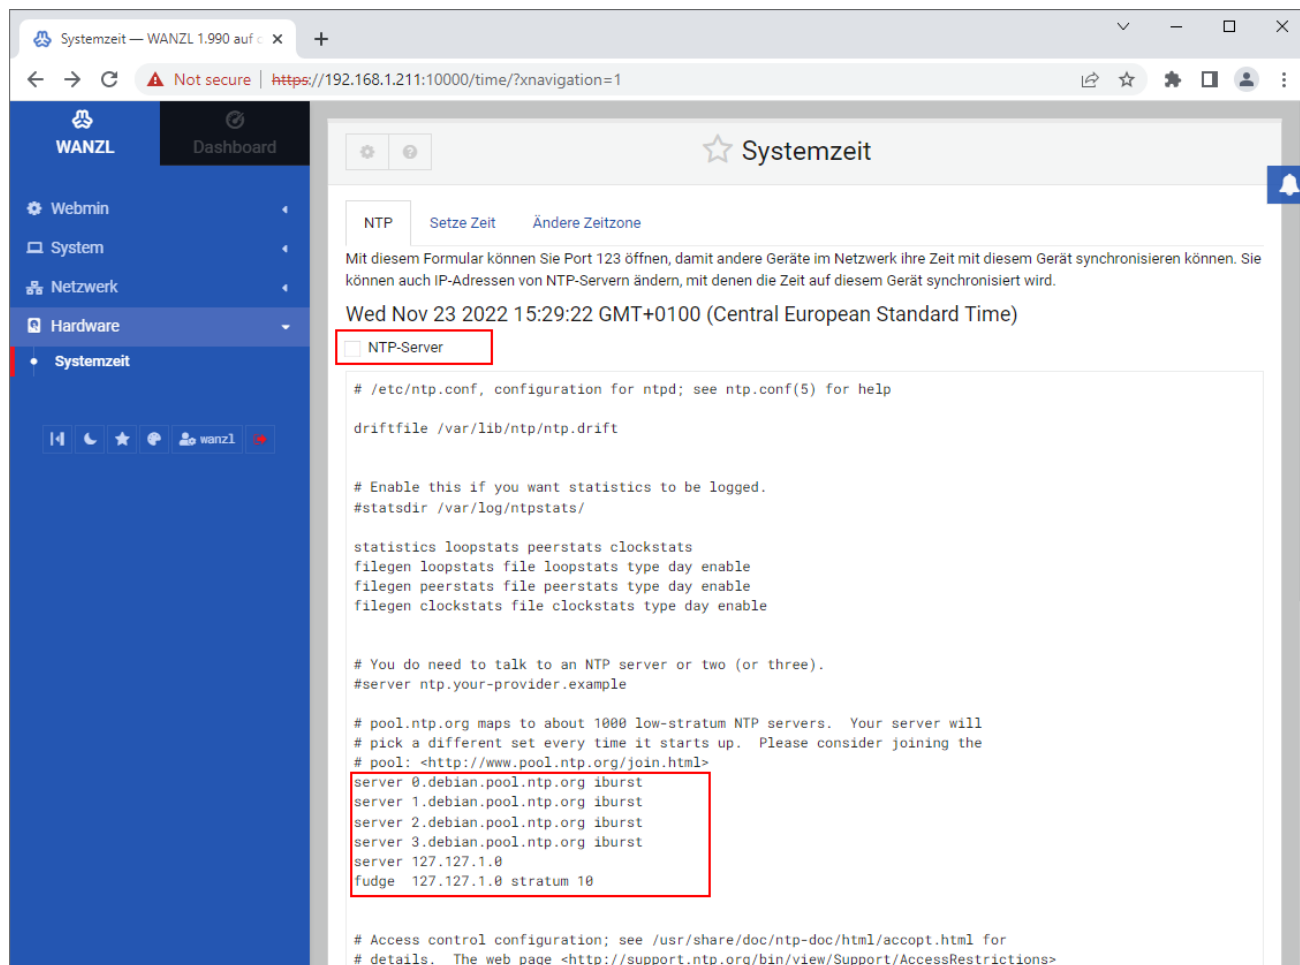 Systemzeit — WANZL 1.990 auf
Not secure | https://192.168.1.211:10000/time/?xnavigation=1
WANZL
Dashboard
Webmin
System
Netzwerk
Hardware
Systemzeit
wanzl
Systemzeit
NTP Setze Zeit Ändere Zeitzone
Mit diesem Formular können Sie Port 123 öffnen, damit andere Geräte im Netzwerk ihre Zeit mit diesem Gerät synchronisieren können. Sie
können auch IP-Adressen von NTP-Servern ändern, mit denen die Zeit auf diesem Gerät synchronisiert wird.
Wed Nov 23 2022 15:29:22 GMT+0100 (Central European Standard Time)
NTP-Server
# /etc/ntp.conf, configuration for ntpd; see ntp.conf(5) for help
driftfile /var/lib/ntp/ntp.drift
# Enable this if you want statistics to be logged.
#statsdir /var/log/ntpstats/
statistics loopstats peerstats clockstats
filegen loopstats file loopstats type day enable
filegen peerstats file peerstats type day enable
filegen clockstats file clockstats type day enable
# You do need to talk to an NTP server or two (or three).
#server ntp.your-provider.example
# pool.ntp.org maps to about 1000 low-stratum NTP servers.  Your server will
# pick a different set every time it starts up.  Please consider joining the
# pool: <http://www.pool.ntp.org/join.html>
server 0.debian.pool.ntp.org iburst
server 1.debian.pool.ntp.org iburst
server 2.debian.pool.ntp.org iburst
server 3.debian.pool.ntp.org iburst
server 127.127.1.0
fudge  127.127.1.0 stratum 10
# Access control configuration; see /usr/share/doc/ntp-doc/html/accopt.html for
# details.  The web page <http://support.ntp.org/bin/view/Support/AccessRestrictions>